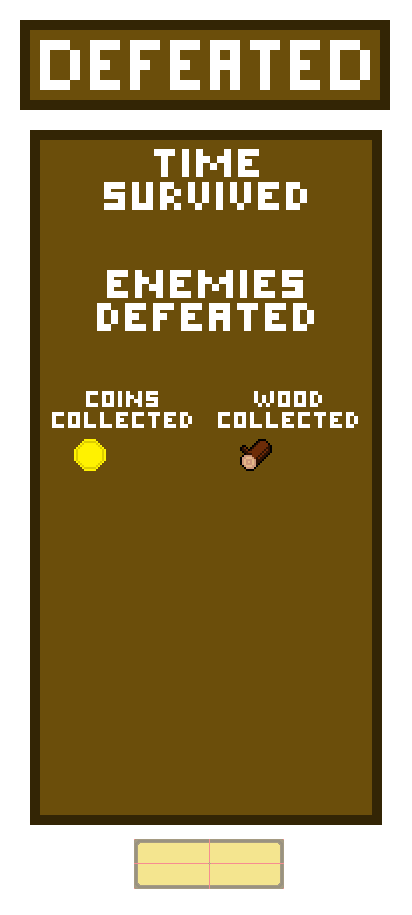 DEFEATED
TIME
SURVIVED
ENEMIES
DEFEATED
COINS WOOD
COLLECTED COLLECTED